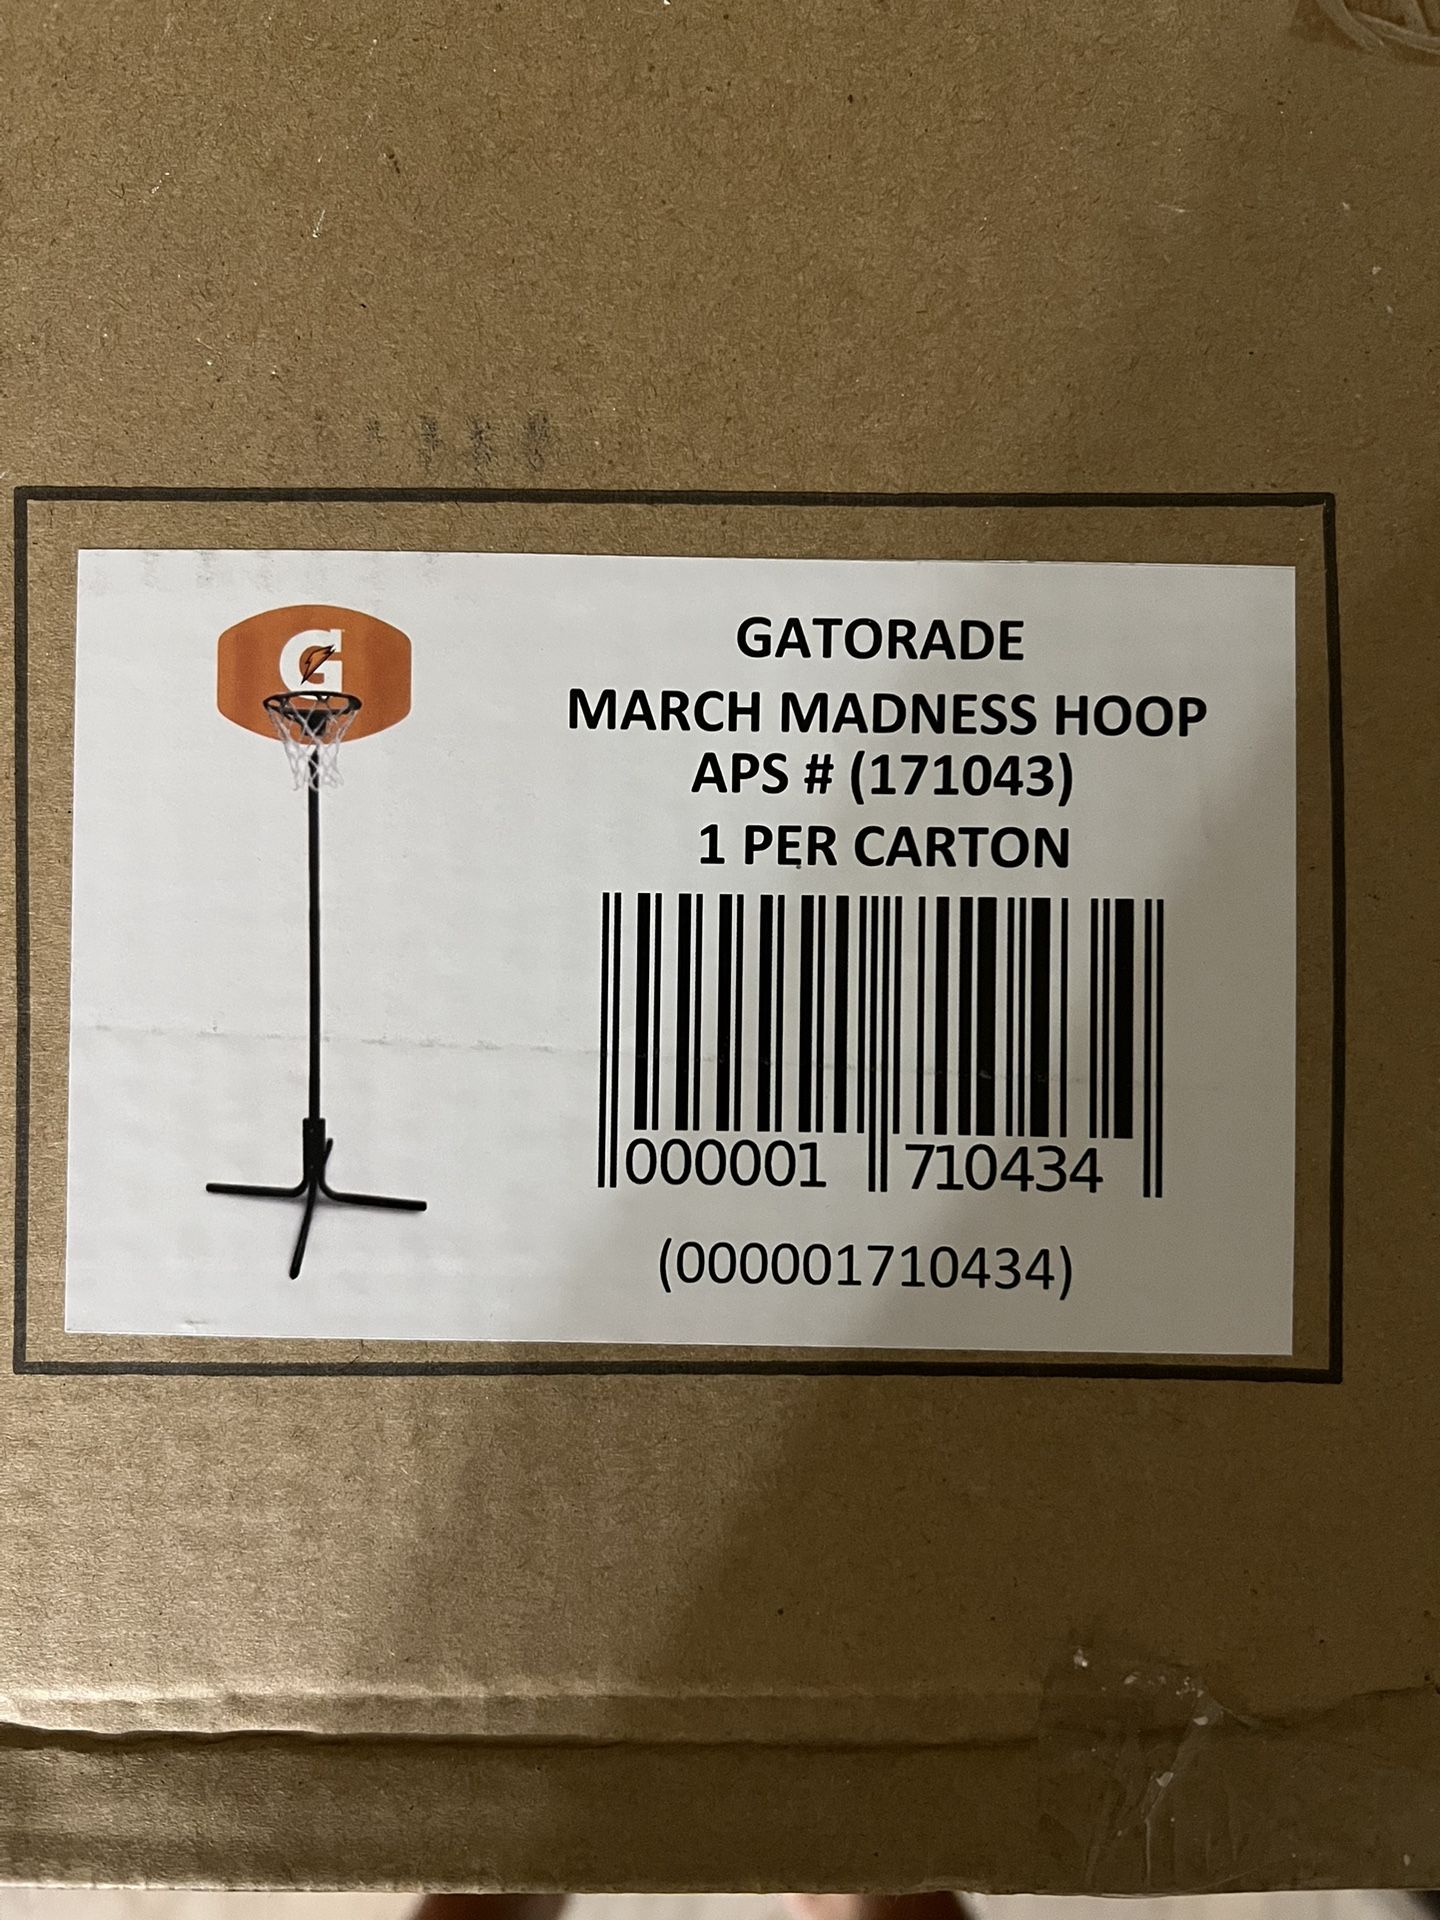 G
GATORADE
MARCH MADNESS HOOP
APS # (171043)
1 PER CARTON
000001 710434
(000001710434)